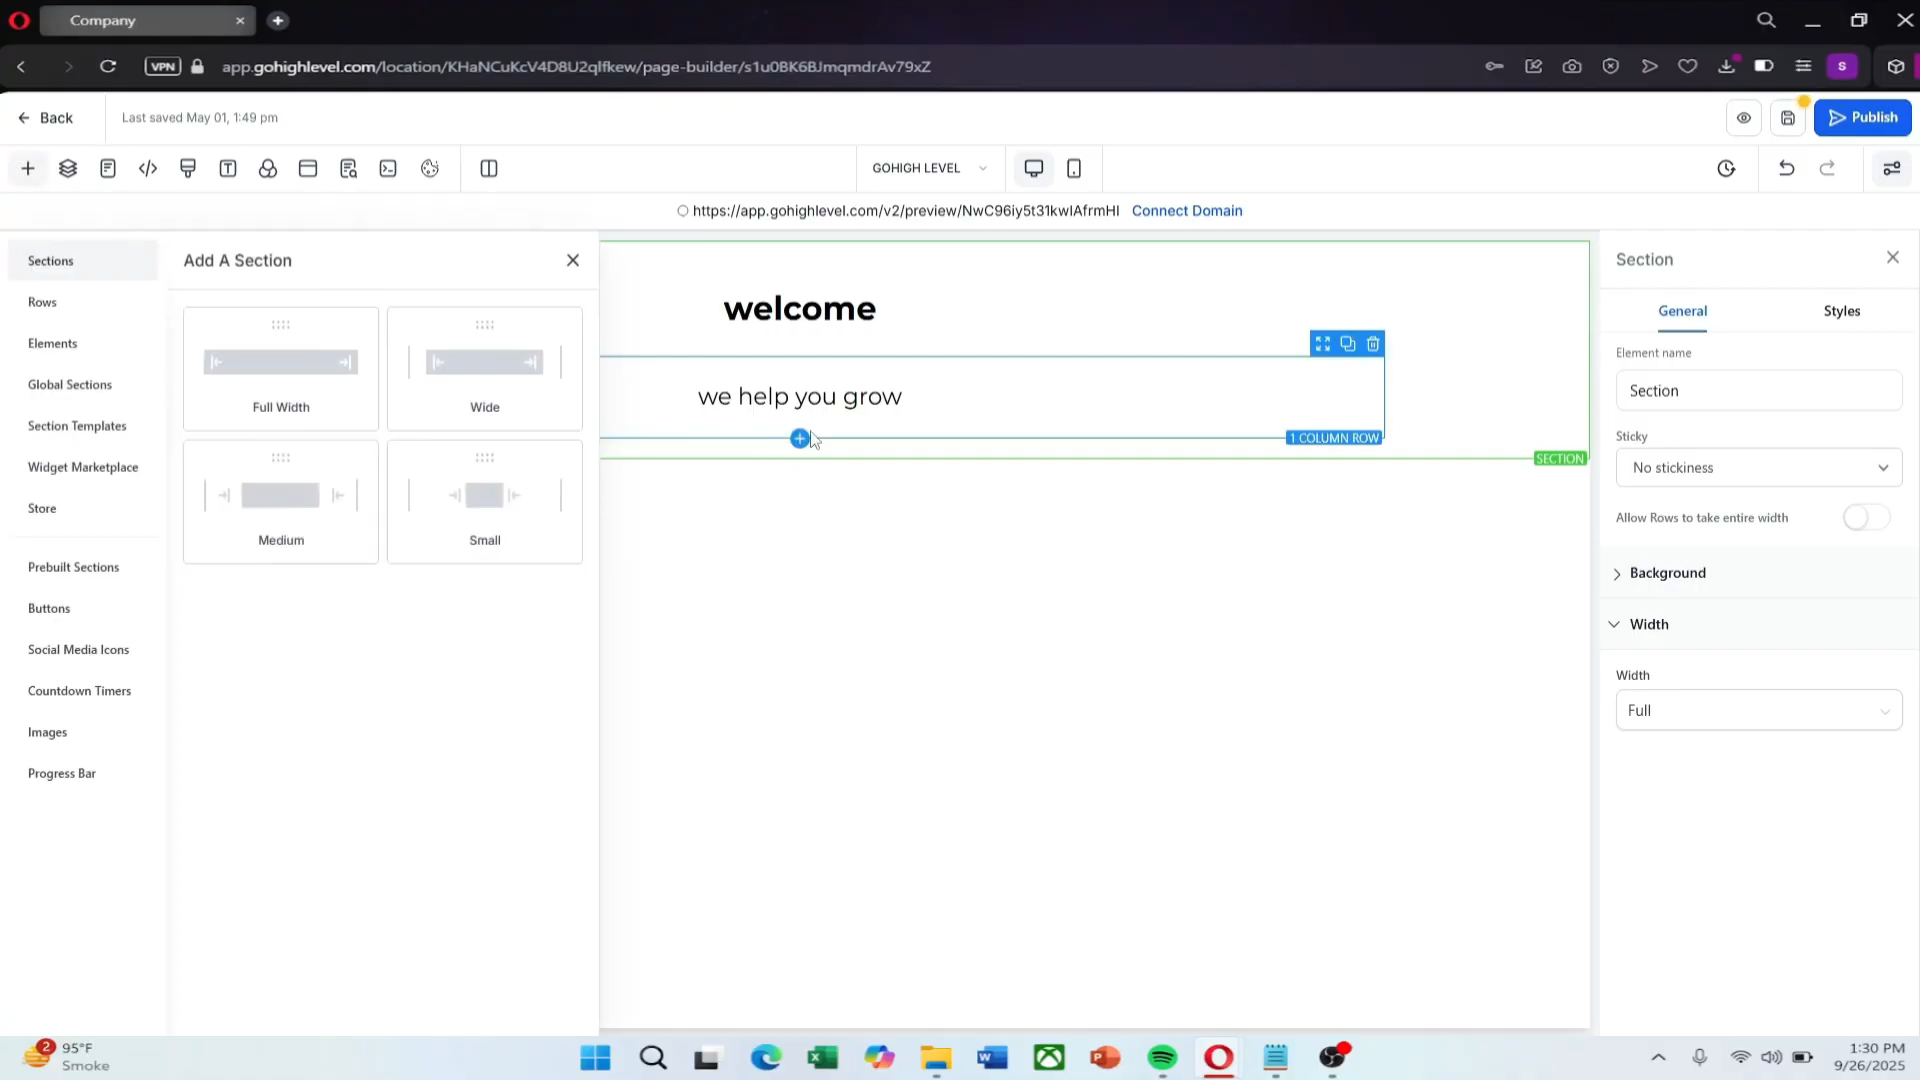 Company
VPN
app.gohighlevel.com/location/KHaNCuKcV4D8U2qlfkew/page-builder/s1u0BK6BJmqmdrAv79xZ
S
Back
Last saved May 01, 1:49 pm
Publish
GOHIGH LEVEL
https://app.gohighlevel.com/v2/preview/NwC96iy5t31kwIAfrmHI Connect Domain
Sections
Rows
Elements
Global Sections
Section Templates
Widget Marketplace
Store
Prebuilt Sections
Buttons
Social Media Icons
Countdown Timers
Images
Progress Bar
Add A Section
Full Width
Wide
Medium
Small
welcome
we help you grow
1 COLUMN ROW
SECTION
Section
General
Styles
Element name
Section
Sticky
No stickiness
Allow Rows to take entire width
Background
Width
Width
Full
2
95°F
Smoke
1:30 PM
9/26/2025